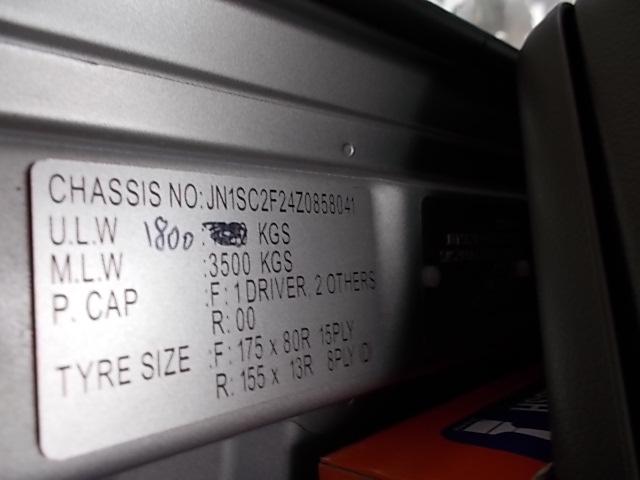 CHASSIS NO:JN1SC2F24Z0858041
U.L.W 1800 : KGS
M.L.W :3500 KGS
P. CAP :F: 1 DRIVER, 2 OTHERS
R: 00
TYRE SIZE :F: 175 x 80R 15PLY
R: 155 x 13R 8PLY (D)